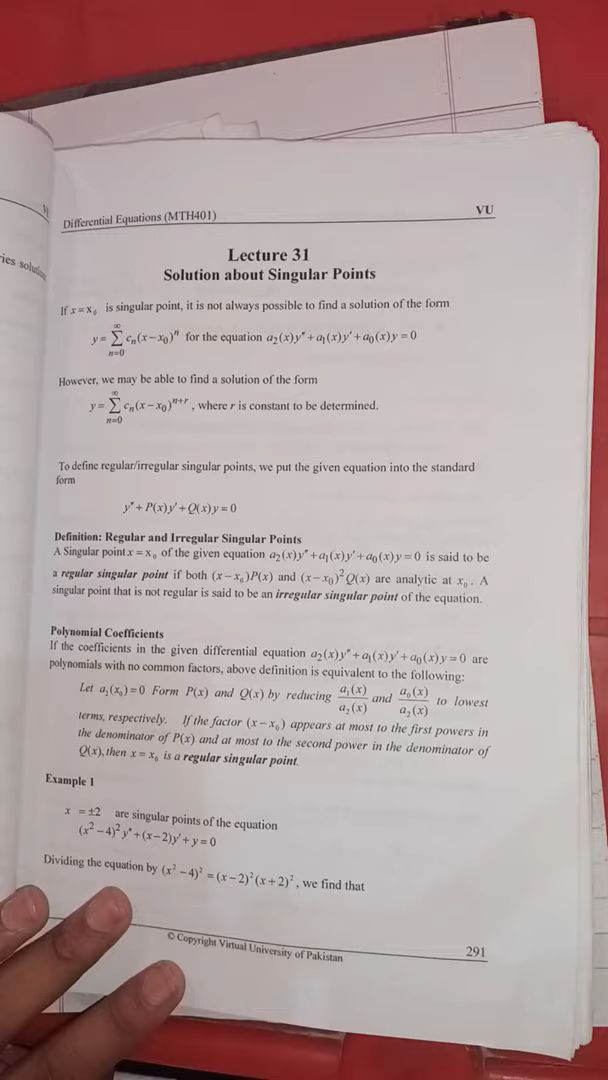 ies solution
Differential Equations (MTH401) VU
Lecture 31
Solution about Singular Points
If x = x₀ is singular point, it is not always possible to find a solution of the form
y = ∑_{n=0}^{∞} cₙ(x−x₀)ⁿ for the equation a₂(x)y″+a₁(x)y′+a₀(x)y=0
However, we may be able to find a solution of the form
y = ∑_{n=0}^{∞} cₙ(x−x₀)ⁿ⁺ʳ, where r is constant to be determined.
To define regular/irregular singular points, we put the given equation into the standard
form
y″+P(x)y′+Q(x)y=0
Definition: Regular and Irregular Singular Points
A Singular point x = x₀ of the given equation a₂(x)y″+a₁(x)y′+a₀(x)y=0 is said to be
a regular singular point if both (x−x₀)P(x) and (x−x₀)²Q(x) are analytic at x₀. A
singular point that is not regular is said to be an irregular singular point of the equation.
Polynomial Coefficients
If the coefficients in the given differential equation a₂(x)y″+a₁(x)y′+a₀(x)y=0 are
polynomials with no common factors, above definition is equivalent to the following:
Let a₂(x₀)=0 Form P(x) and Q(x) by reducing a₁(x)/a₂(x) and a₀(x)/a₂(x) to lowest
terms, respectively. If the factor (x−x₀) appears at most to the first powers in
the denominator of P(x) and at most to the second power in the denominator of
Q(x), then x = x₀ is a regular singular point.
Example 1
x = ±2 are singular points of the equation
(x²−4)²y″+(x−2)y′+y=0
Dividing the equation by (x²−4)²=(x−2)²(x+2)², we find that
© Copyright Virtual University of Pakistan 291